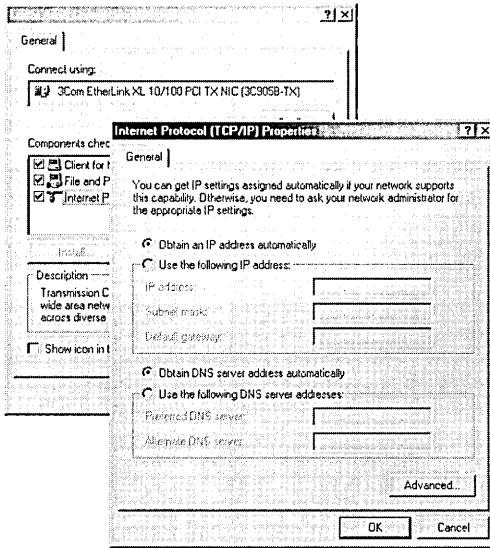 General
Connect using:
3Com EtherLink XL 10/100 PCI TX NIC (3C905B-TX)
Components chec
Client for
File and P
Internet P
Install
Description
Transmission C
wide area netw
across diverse
Show icon in
Internet Protocol (TCP/IP) Properties
General
You can get IP settings assigned automatically if your network supports
this capability. Otherwise, you need to ask your network administrator for
the appropriate IP settings.
Obtain an IP address automatically
Use the following IP address:
IP address:
Subnet mask:
Default gateway:
Obtain DNS server address automatically
Use the following DNS server addresses:
Preferred DNS server:
Alternate DNS server:
Advanced...
OK
Cancel